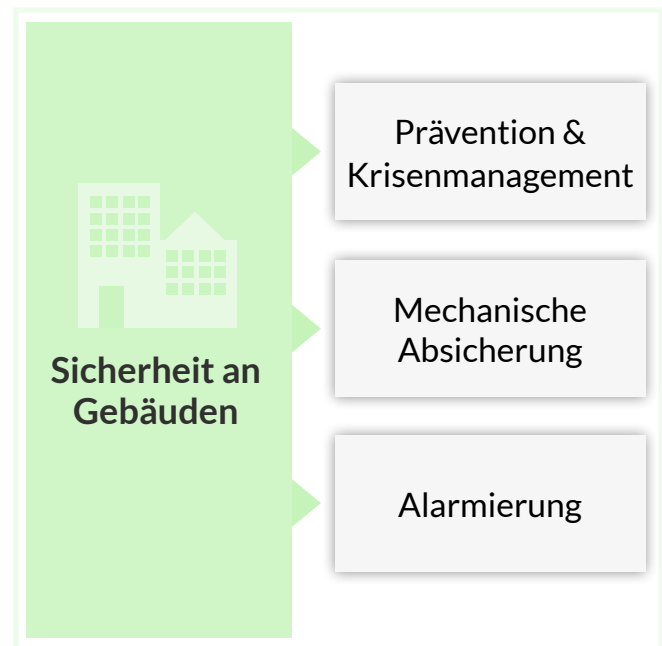 Sicherheit an
Gebäuden
Prävention &
Krisenmanagement
Mechanische
Absicherung
Alarmierung